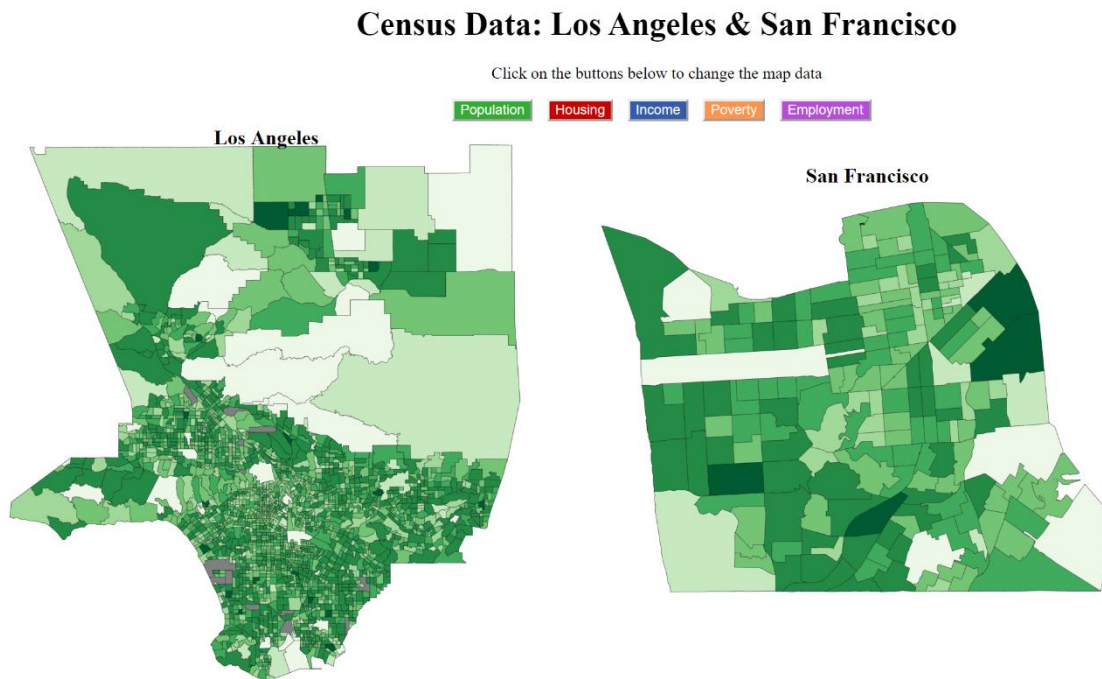 Census Data: Los Angeles & San Francisco
Click on the buttons below to change the map data
Population Housing Income Poverty Employment
Los Angeles
San Francisco